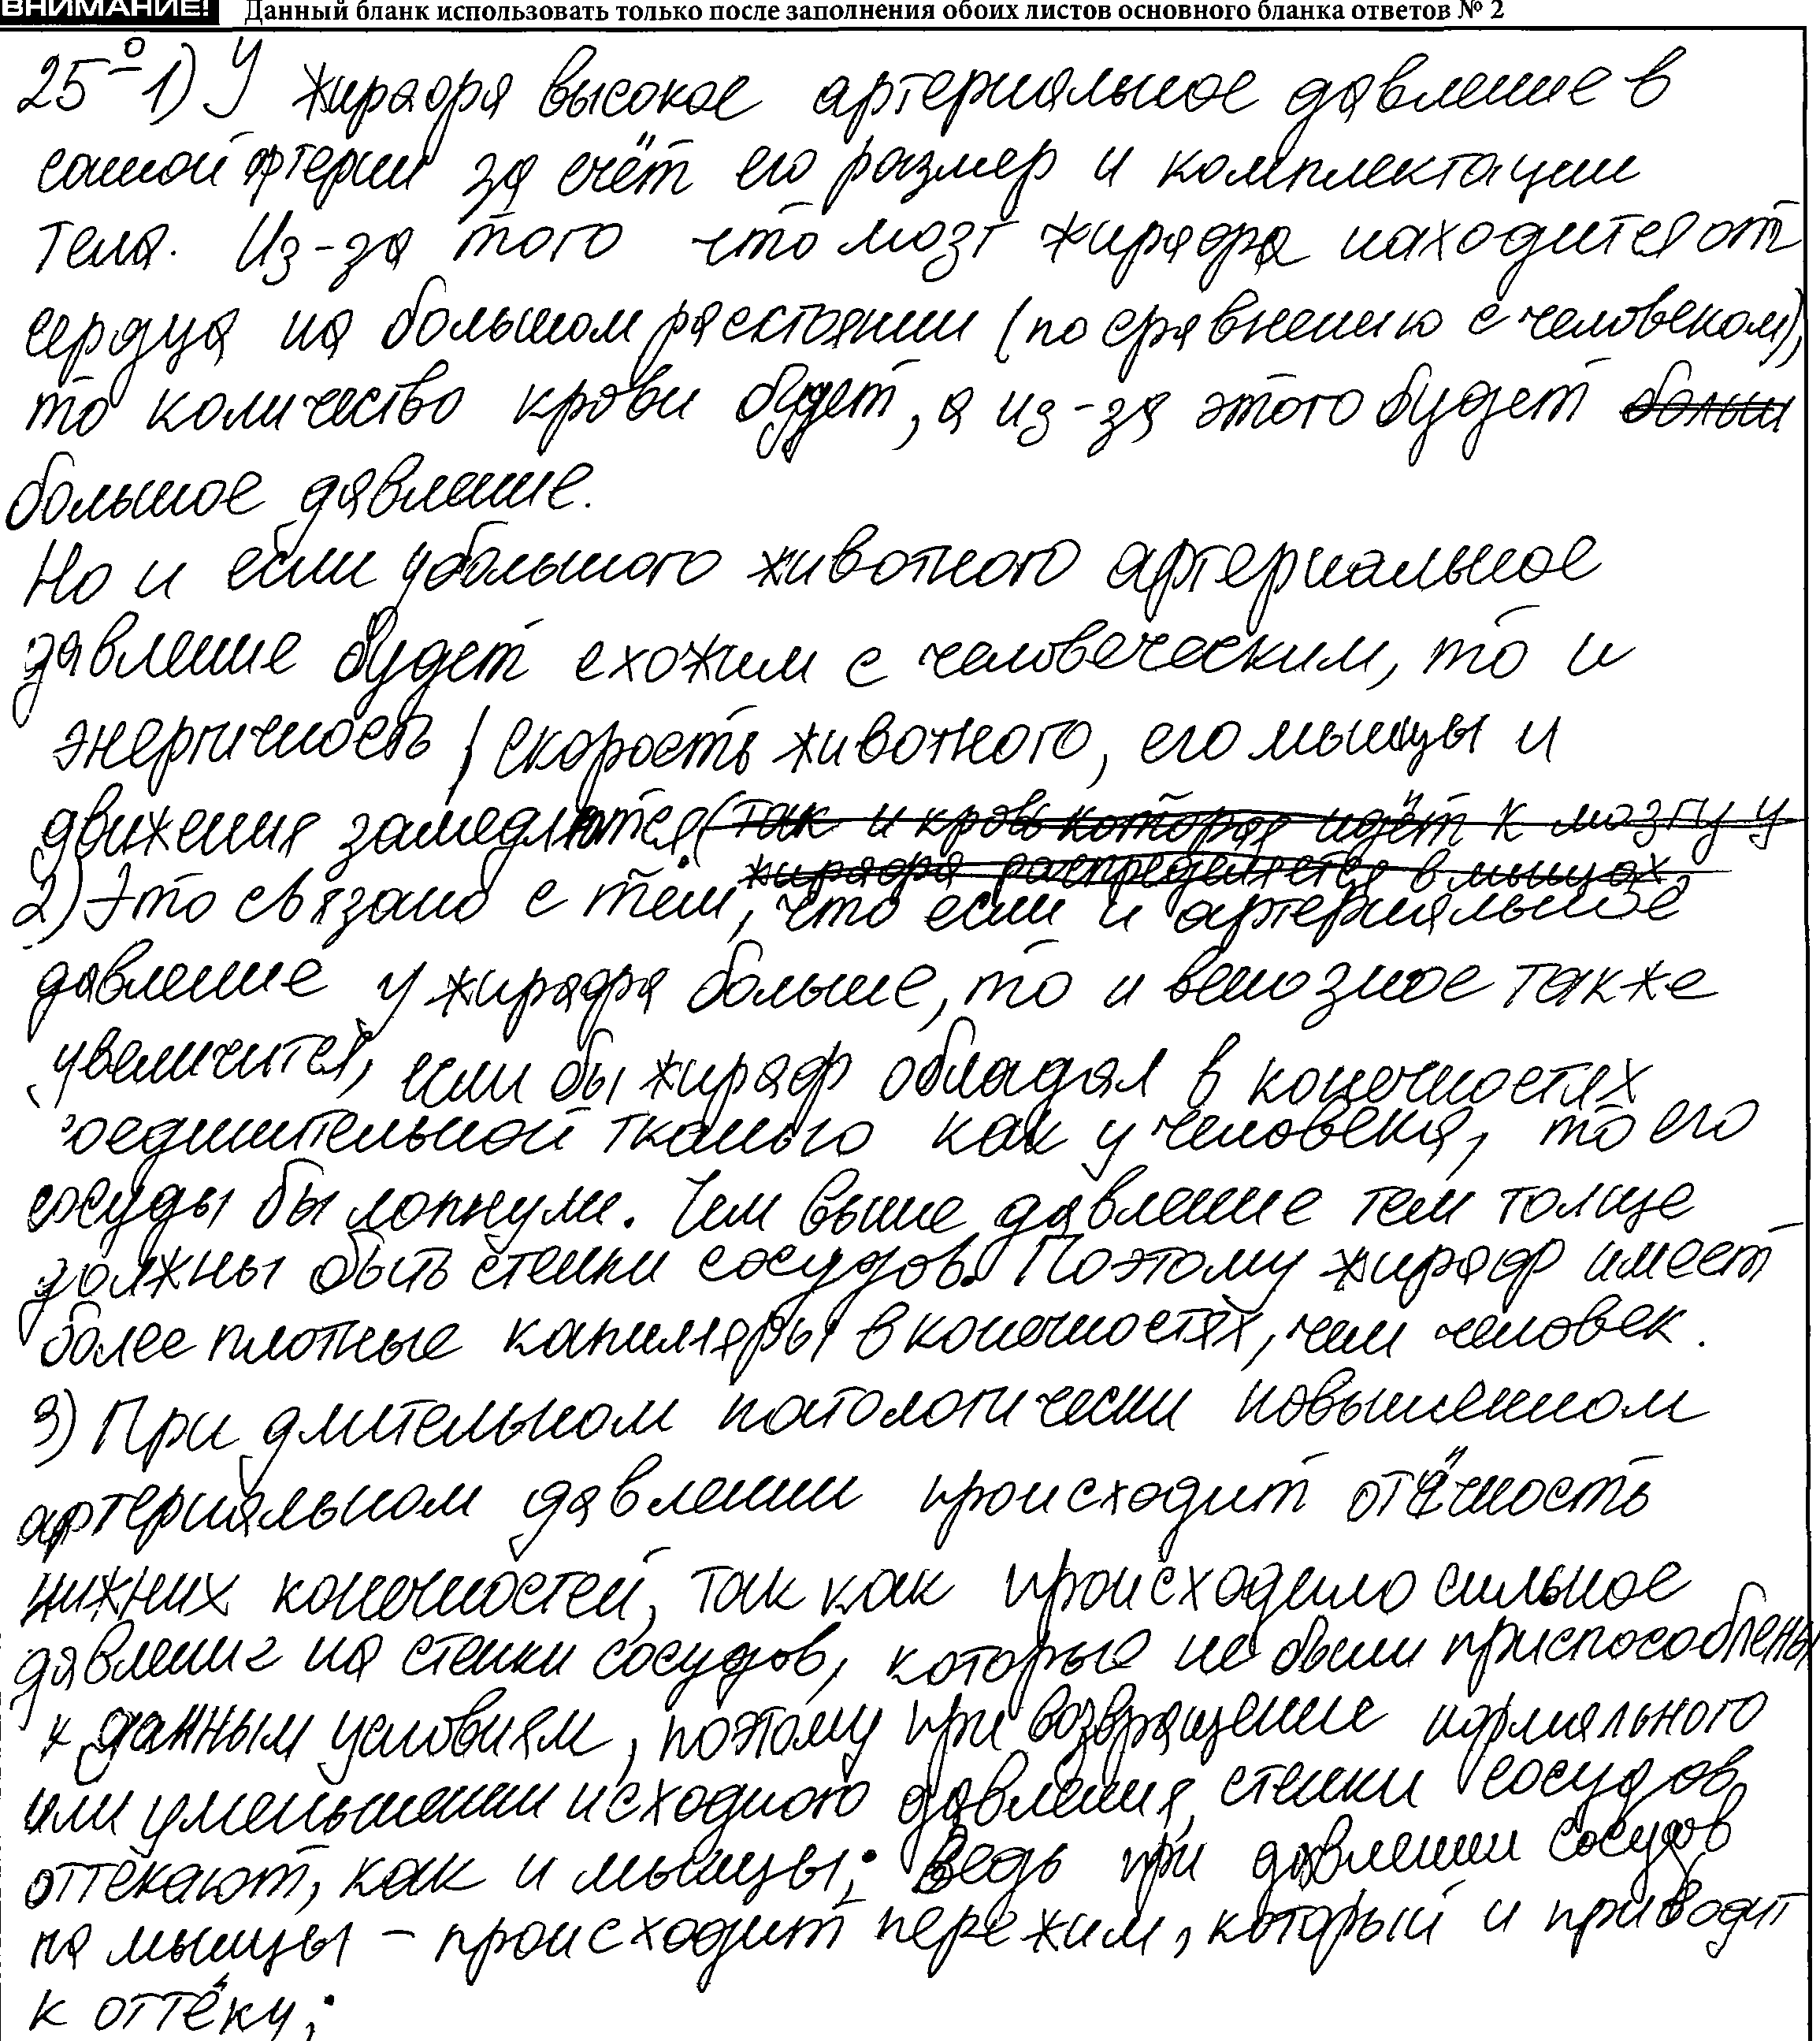 ВНИМАНИЕ! Данный бланк использовать только после заполнения обоих листов основного бланка ответов № 2
25º 1) У жирафа высокое артериальное давление в
сонной артерии за счёт его размер и комплектации
тела. Из-за того что мозг жирафа находится от
сердца на большом расстоянии (по сравнению с человеком),
то количество крови будет, а из-за этого будет больш
большое давление.
Но и если у большого животного артериальное
давление будет схожим с человеческим, то и
энергичность, скорость животного, его мышцы и
движения замедлятся (так и кровь которая идёт к мозгу у
жирафа распределяется в мышцах.
2) Это связано с тем, что если и артериальное
давление у жирафа больше, то и венозное также
увеличится, если бы жираф обладал в конечностях
соединительной тканью как у человека, то его
сосуды бы лопнули. Чем выше давление тем толще
должны быть стенки сосудов. Поэтому жираф имеет
более плотные капиляры в конечностях, чем человек.
3) При длительном патологически повышенном
артериальном давлении происходит отёчность
нижних конечностей, так как происходило сильное
давление на стенки сосудов, которые не были приспособлены
к данным условиям, поэтому при возвращение нормального
или уменьшении исходного давления, стенки сосудов
оттекают, как и мышцы; Ведь при давлении сосудов
на мышцы – происходит пережим, который и приводит
к оттёку;